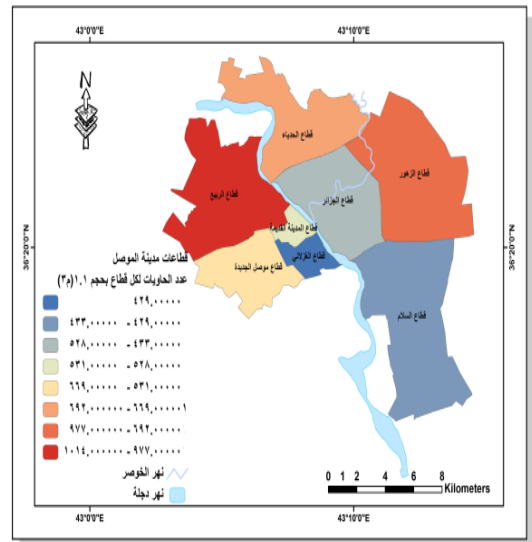 43°0'0"E 43°10'0"E
N
قطاع الحدباء
قطاع الزهور
قطاع الربيع
قطاع الجزائر
قطاع المدينة القديمة
36°20'0"N 36°20'0"N
قطاع الغزلاني
قطاع موصل الجديدة
قطاع السلام
قطاعات مدينة الموصل
عدد الحاويات لكل قطاع بحجم ١.١(م٣)
٤٢٩.٠٠٠٠٠
٤٢٩.٠٠٠٠٠ - ٤٣٣.٠٠٠٠٠
٤٣٣.٠٠٠٠٠ - ٥٢٨.٠٠٠٠٠
٥٢٨.٠٠٠٠٠ - ٥٣١.٠٠٠٠٠
٥٣١.٠٠٠٠٠ - ٦٦٩.٠٠٠٠٠
٦٦٩.٠٠٠٠٠١ - ٦٩٢.٠٠٠٠٠٠
٦٩٢.٠٠٠٠٠ - ٩٧٧.٠٠٠٠٠٠
٩٧٧.٠٠٠٠٠ - ١٠١٤.٠٠٠٠٠٠
نهر الخوصر
نهر دجلة
0 1 2 4 6 8
Kilometers
43°0'0"E 43°10'0"E